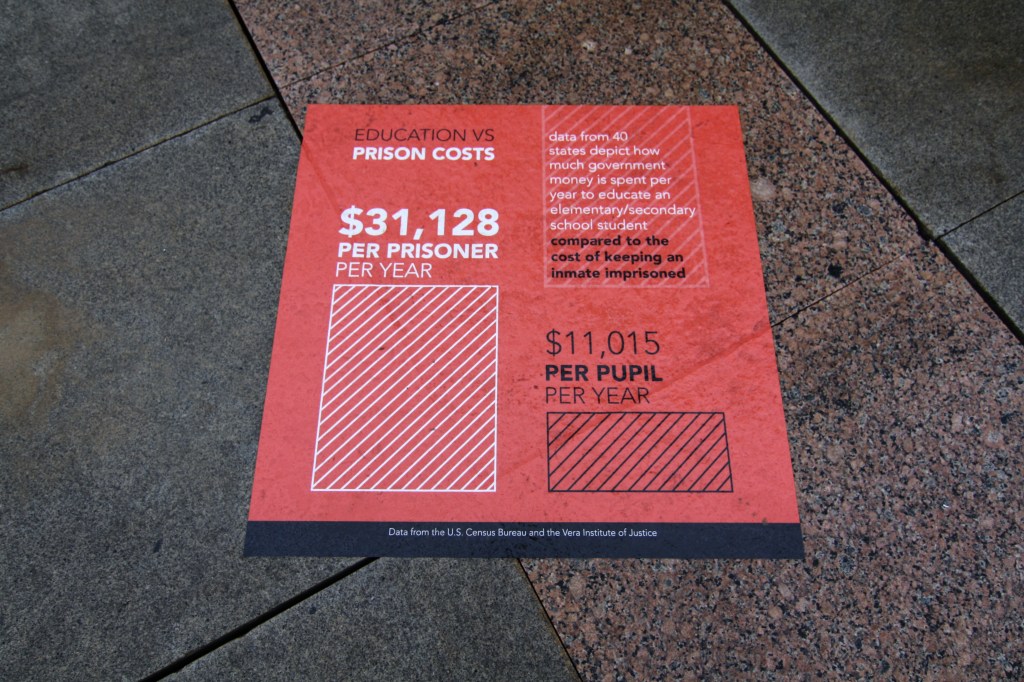 EDUCATION VS
PRISON COSTS
data from 40
states depict how
much government
money is spent per
year to educate an
elementary/secondary
school student
compared to the
cost of keeping an
inmate imprisoned
$31,128
PER PRISONER
PER YEAR
$11,015
PER PUPIL
PER YEAR
Data from the U.S. Census Bureau and the Vera Institute of Justice